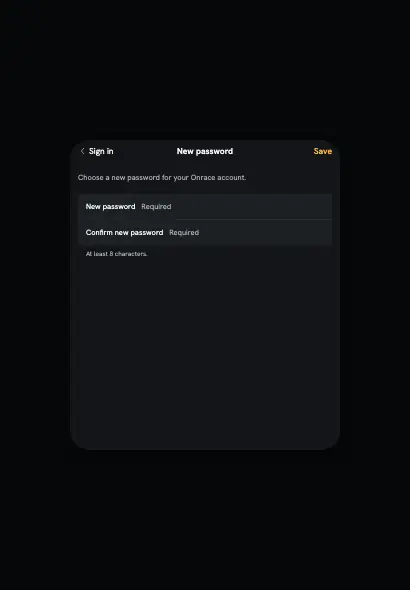 Sign in
New password
Save
Choose a new password for your Onrace account.
New password Required
Confirm new password Required
At least 8 characters.